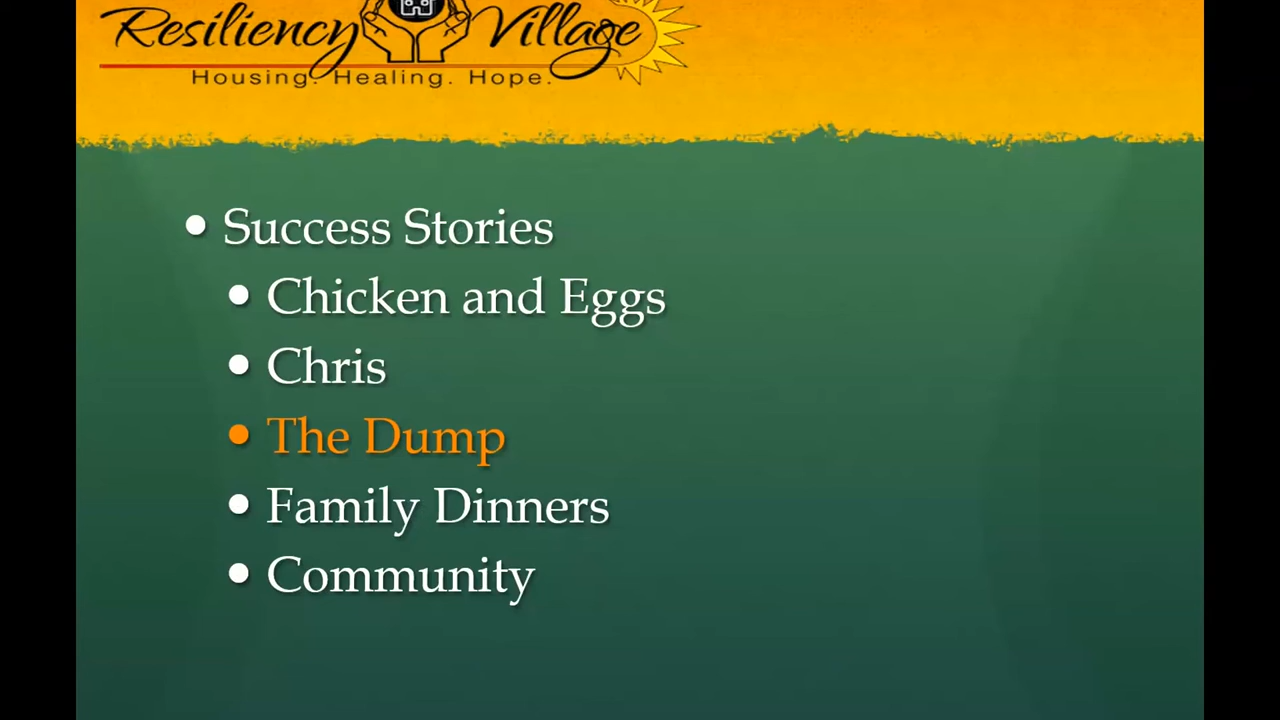 Resiliency Village
Housing. Healing. Hope.
• Success Stories
• Chicken and Eggs
• Chris
• The Dump
• Family Dinners
• Community